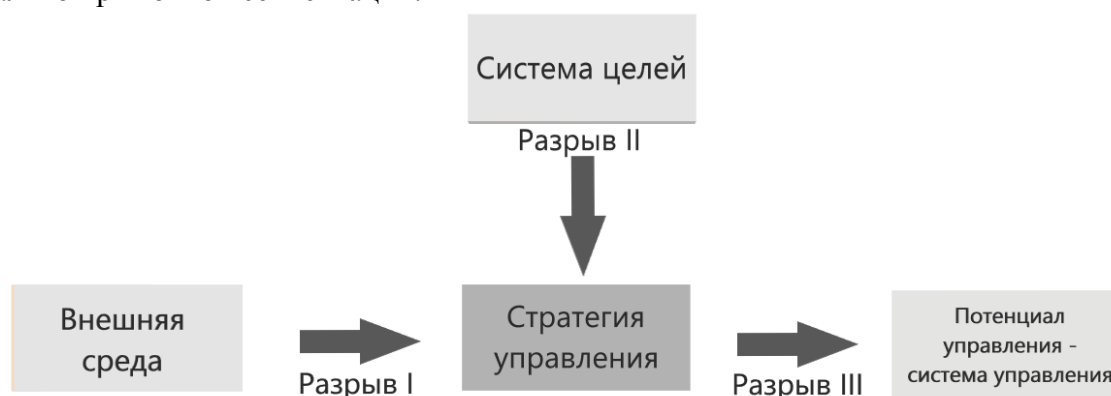 Система целей
Разрыв II
Внешняя
среда
Разрыв I
Стратегия
управления
Разрыв III
Потенциал
управления -
система управления